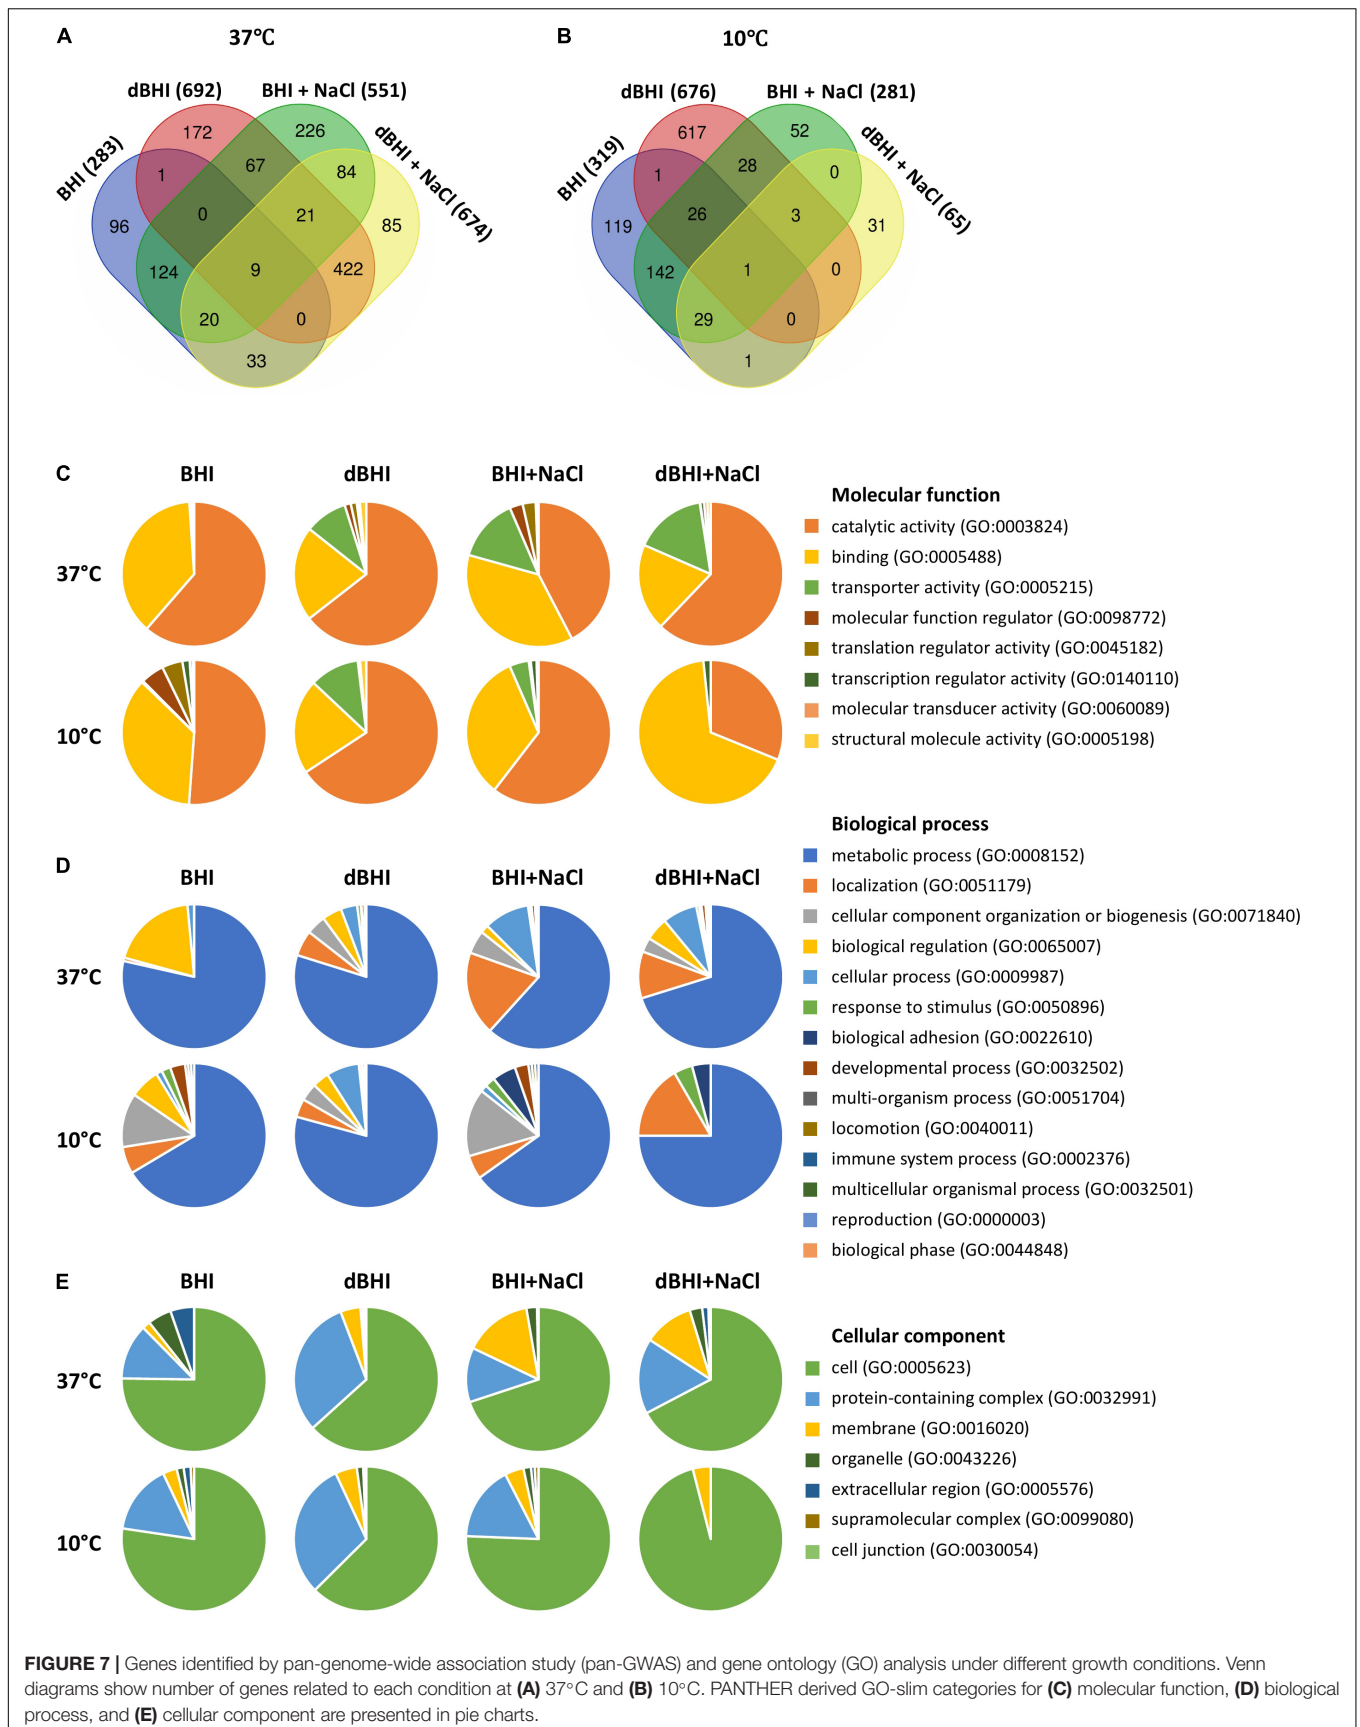 A
37℃
dBHI (692)
BHI + NaCl (551)
BHI (283)
dBHI + NaCl (674)
172
226
1
67
84
96
0
21
85
124
9
422
20
0
33
B
10℃
dBHI (676)
BHI + NaCl (281)
BHI (319)
dBHI + NaCl (65)
617
52
1
28
0
119
26
3
31
142
1
0
29
0
1
C
BHI
dBHI
BHI+NaCl
dBHI+NaCl
37°C
10°C
Molecular function
catalytic activity (GO:0003824)
binding (GO:0005488)
transporter activity (GO:0005215)
molecular function regulator (GO:0098772)
translation regulator activity (GO:0045182)
transcription regulator activity (GO:0140110)
molecular transducer activity (GO:0060089)
structural molecule activity (GO:0005198)
D
BHI
dBHI
BHI+NaCl
dBHI+NaCl
37°C
10°C
Biological process
metabolic process (GO:0008152)
localization (GO:0051179)
cellular component organization or biogenesis (GO:0071840)
biological regulation (GO:0065007)
cellular process (GO:0009987)
response to stimulus (GO:0050896)
biological adhesion (GO:0022610)
developmental process (GO:0032502)
multi-organism process (GO:0051704)
locomotion (GO:0040011)
immune system process (GO:0002376)
multicellular organismal process (GO:0032501)
reproduction (GO:0000003)
biological phase (GO:0044848)
E
BHI
dBHI
BHI+NaCl
dBHI+NaCl
37°C
10°C
Cellular component
cell (GO:0005623)
protein-containing complex (GO:0032991)
membrane (GO:0016020)
organelle (GO:0043226)
extracellular region (GO:0005576)
supramolecular complex (GO:0099080)
cell junction (GO:0030054)
FIGURE 7 | Genes identified by pan-genome-wide association study (pan-GWAS) and gene ontology (GO) analysis under different growth conditions. Venn
diagrams show number of genes related to each condition at (A) 37°C and (B) 10°C. PANTHER derived GO-slim categories for (C) molecular function, (D) biological
process, and (E) cellular component are presented in pie charts.